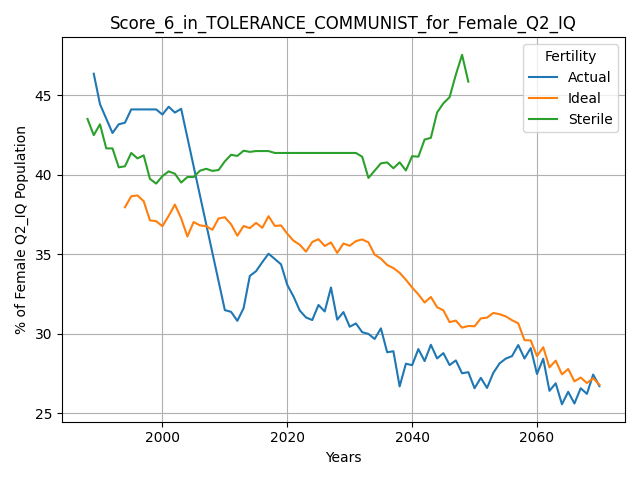 Score_6_in_TOLERANCE_COMMUNIST_for_Female_Q2_IQ
Fertility
Actual
Ideal
Sterile
% of Female Q2_IQ Population
45
40
35
30
25
2000
2020
2040
2060
Years